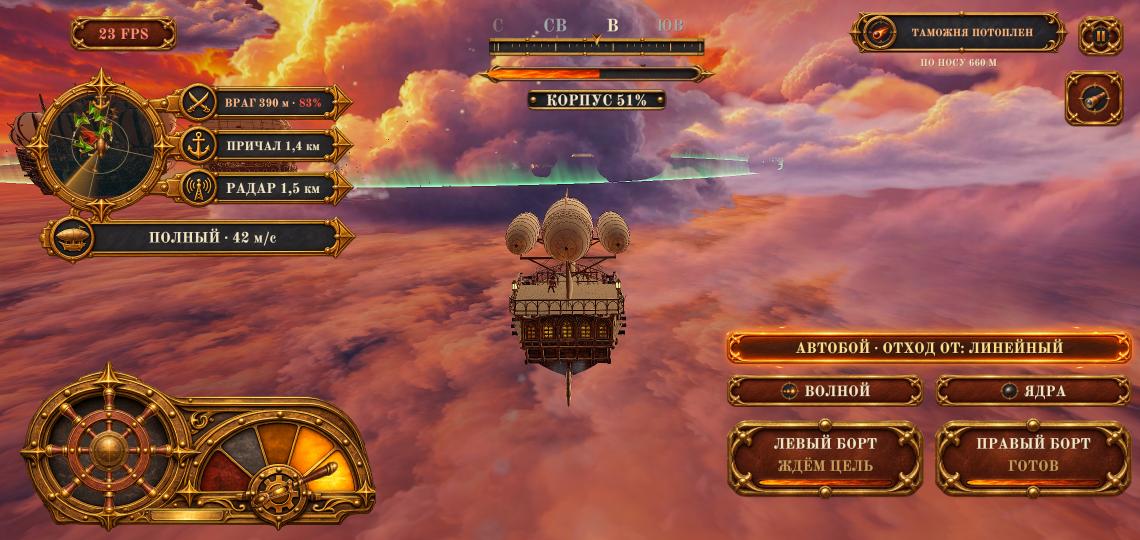 23 FPS
С СВ В ЮВ
КОРПУС 51%
ТАМОЖНЯ ПОТОПЛЕН
ПО НОСУ 660 М
ВРАГ 390 м · 83%
ПРИЧАЛ 1,4 км
РАДАР 1,5 км
ПОЛНЫЙ · 42 м/с
АВТОБОЙ · ОТХОД ОТ: ЛИНЕЙНЫЙ
ВОЛНОЙ
ЯДРА
ЛЕВЫЙ БОРТ
ЖДЁМ ЦЕЛЬ
ПРАВЫЙ БОРТ
ГОТОВ